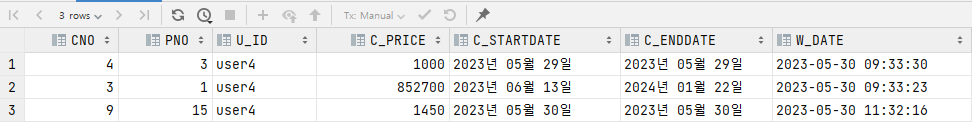 3 rows Tx: Manual
CNO PNO U_ID C_PRICE C_STARTDATE C_ENDDATE W_DATE
1 4 3 user4 1000 2023년 05월 29일 2023년 05월 29일 2023-05-30 09:33:30
2 3 1 user4 852700 2023년 06월 13일 2024년 01월 22일 2023-05-30 09:33:23
3 9 15 user4 1450 2023년 05월 30일 2023년 05월 30일 2023-05-30 11:32:16